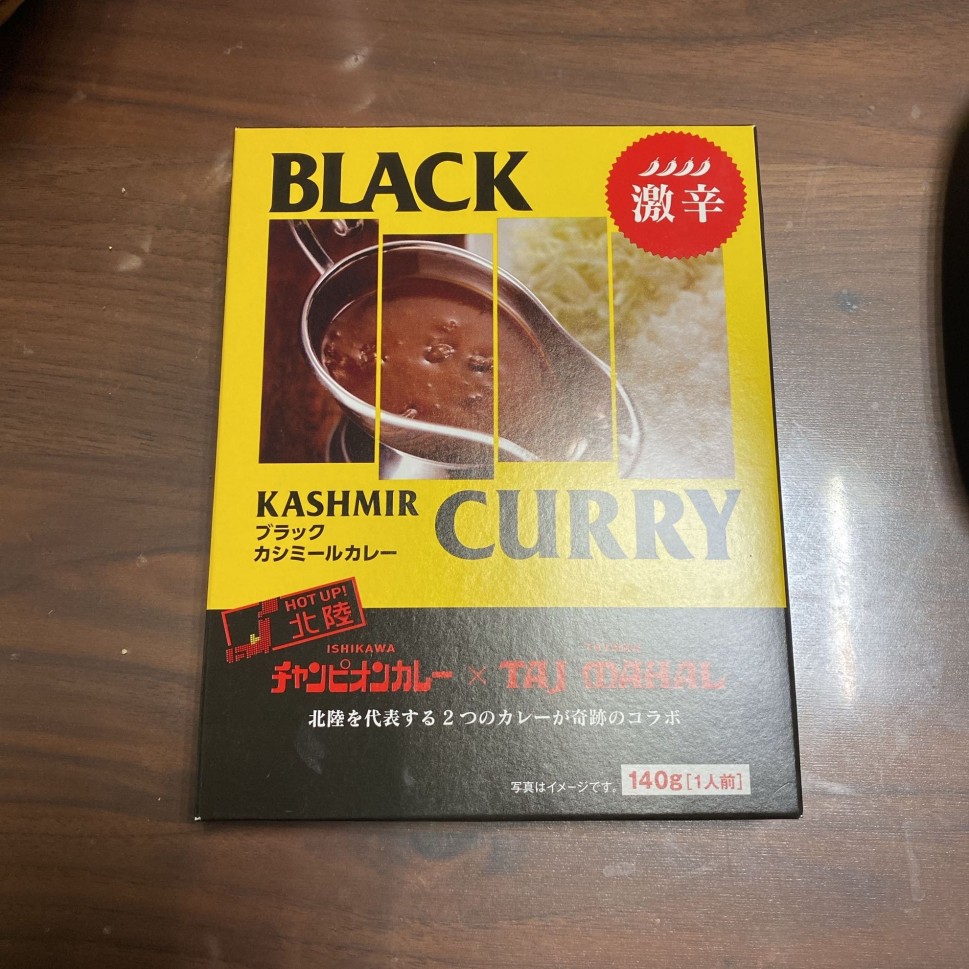 BLACK
激辛
KASHMIR
ブラック
カシミールカレー
CURRY
HOT UP!
北陸
ISHIKAWA
チャンピオンカレー × TAJ MAHAL
北陸を代表する2つのカレーが奇跡のコラボ
写真はイメージです。
140g[1人前]